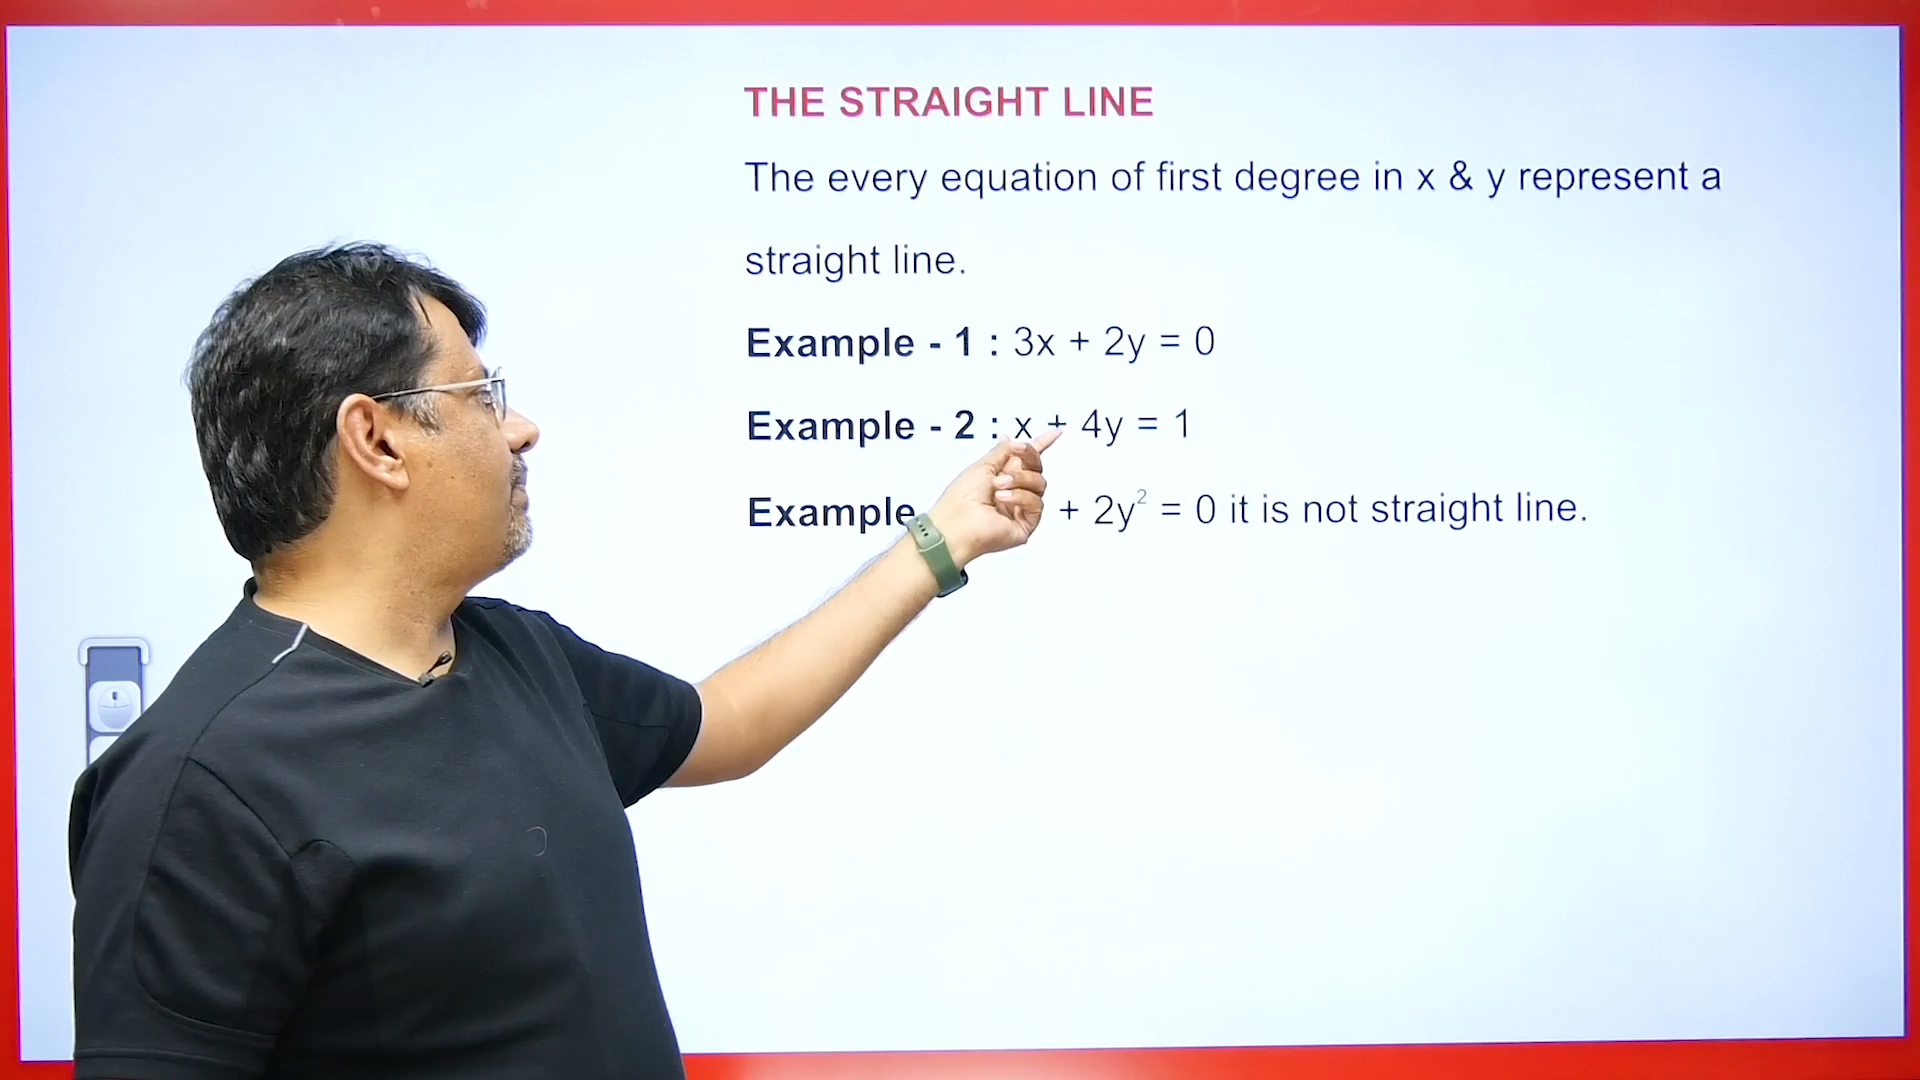 THE STRAIGHT LINE
The every equation of first degree in x & y represent a
straight line.
Example - 1 : 3x + 2y = 0
Example - 2 : x + 4y = 1
Example + 2y² = 0 it is not straight line.